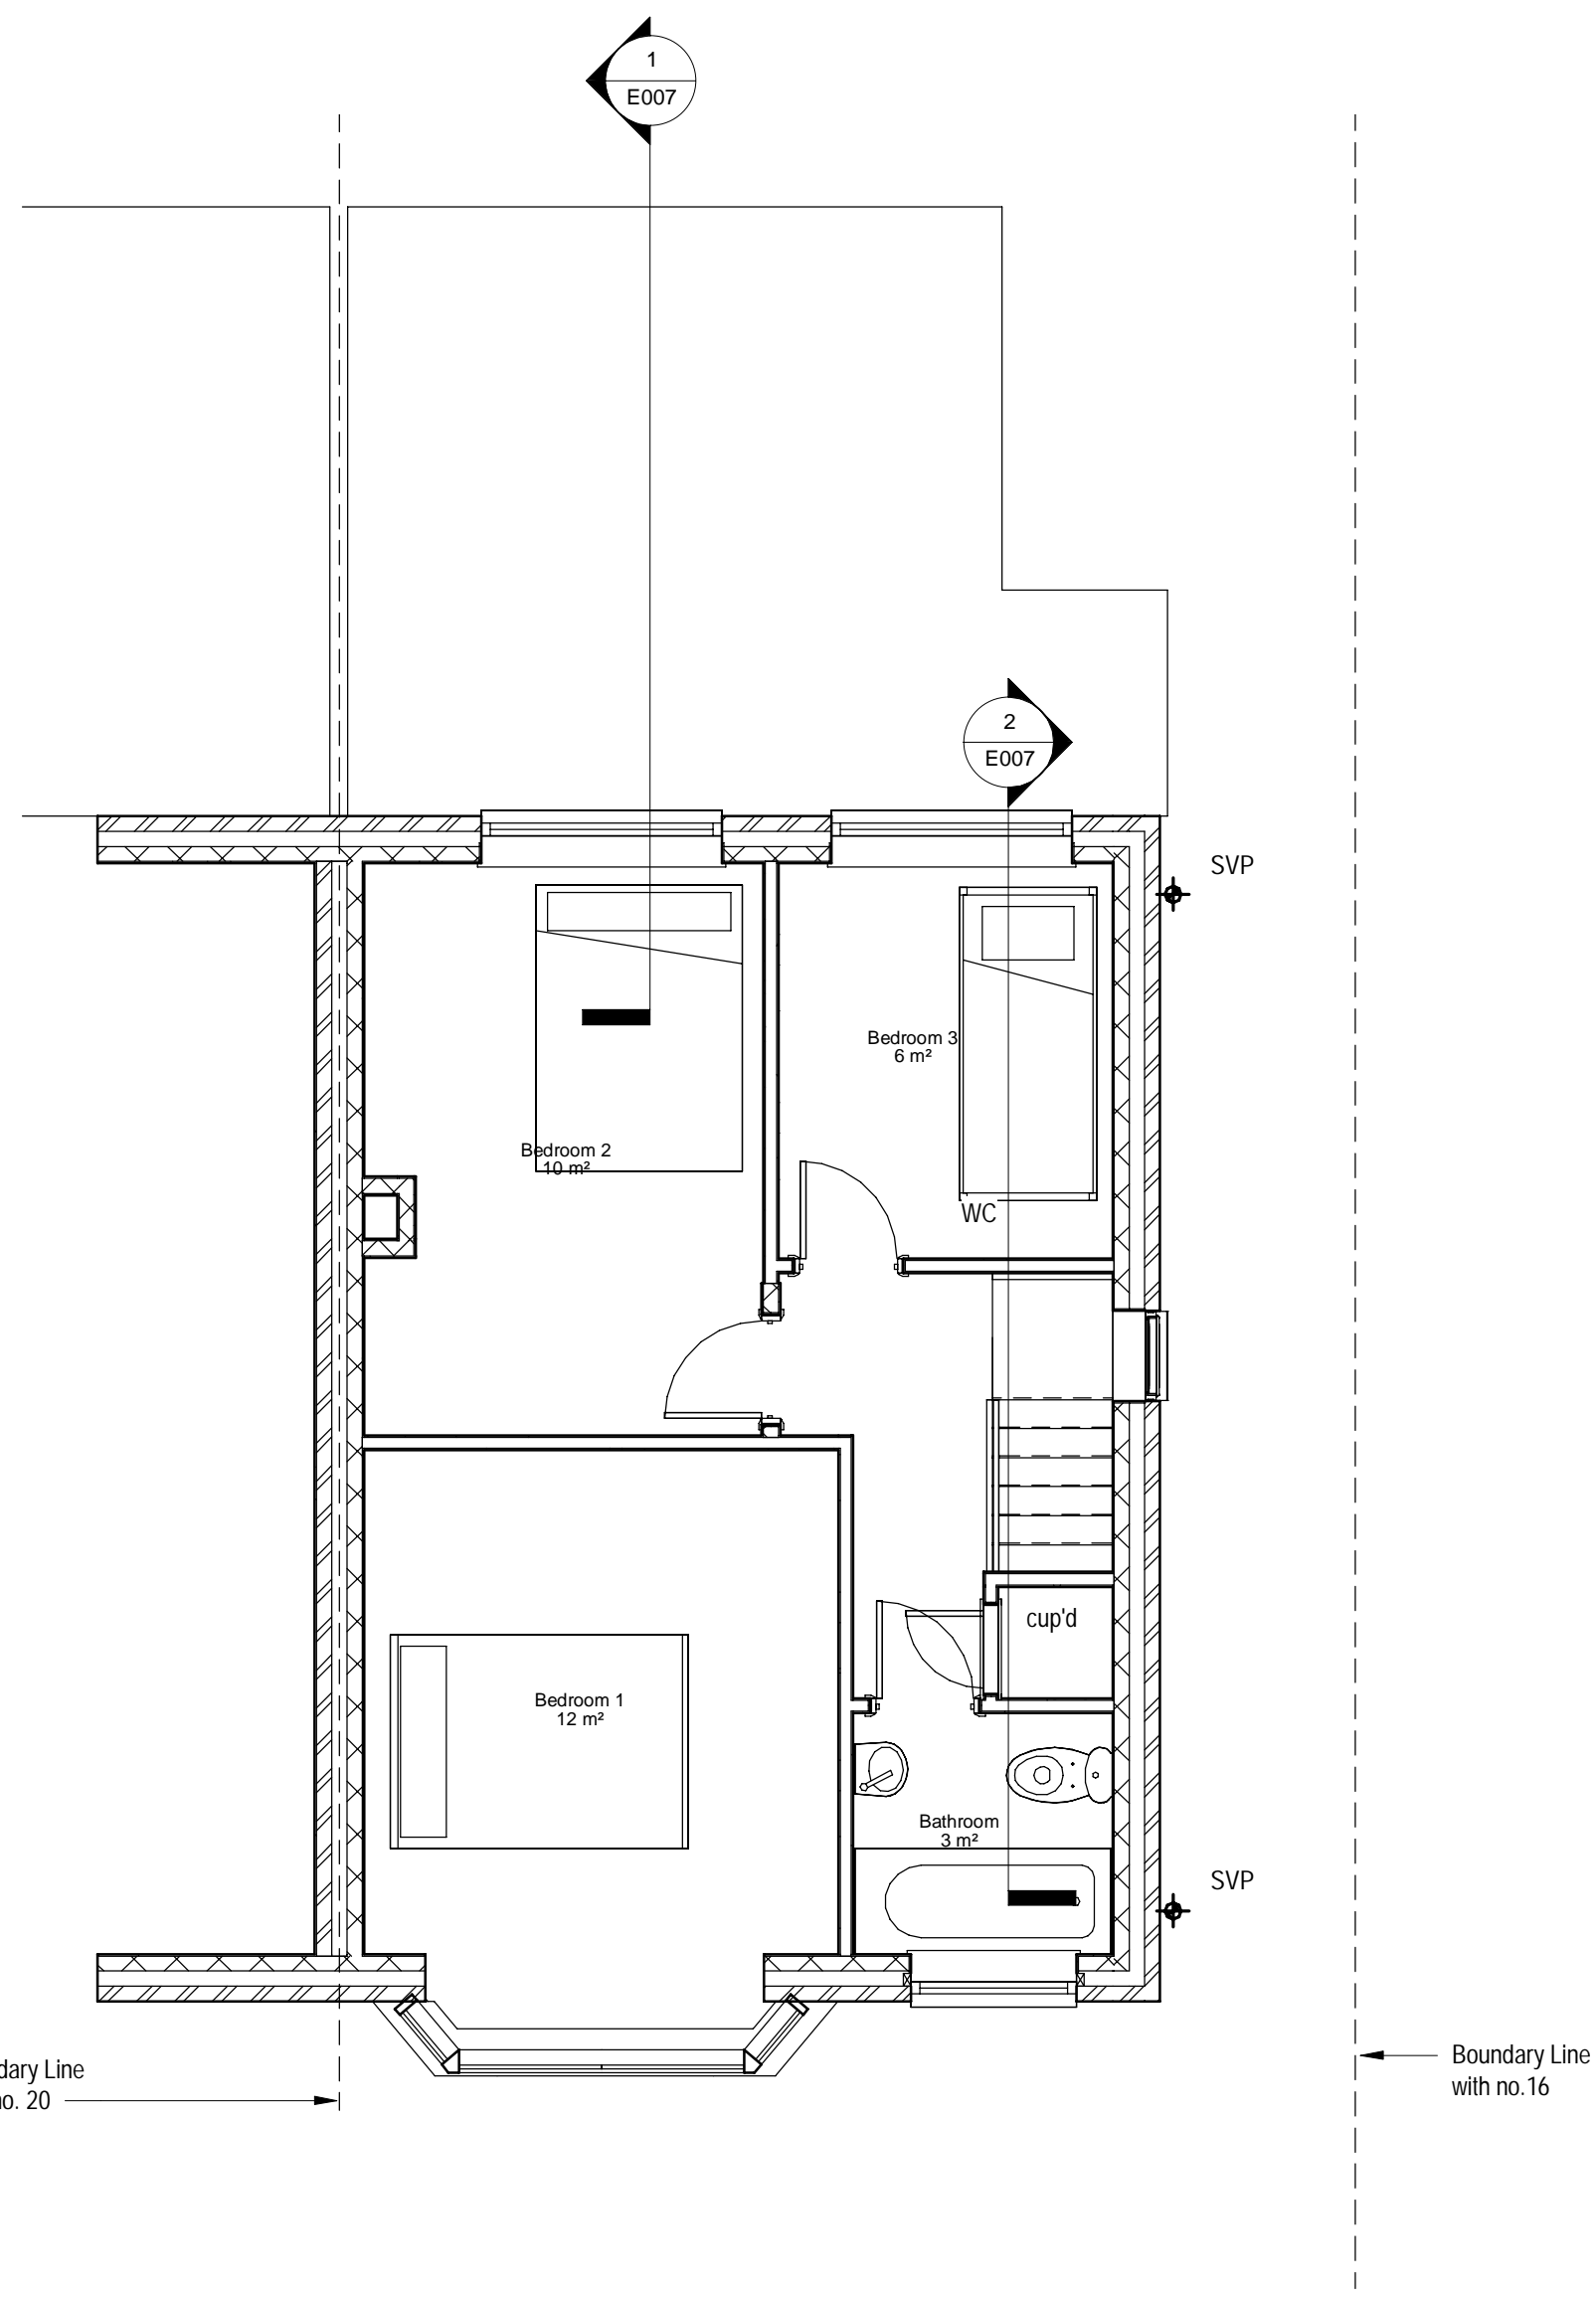 1
E007
2
E007
SVP
Bedroom 3
6 m²
Bedroom 2
10 m²
WC
cup'd
Bedroom 1
12 m²
Bathroom
3 m²
SVP
dary Line
no. 20
Boundary Line
with no.16